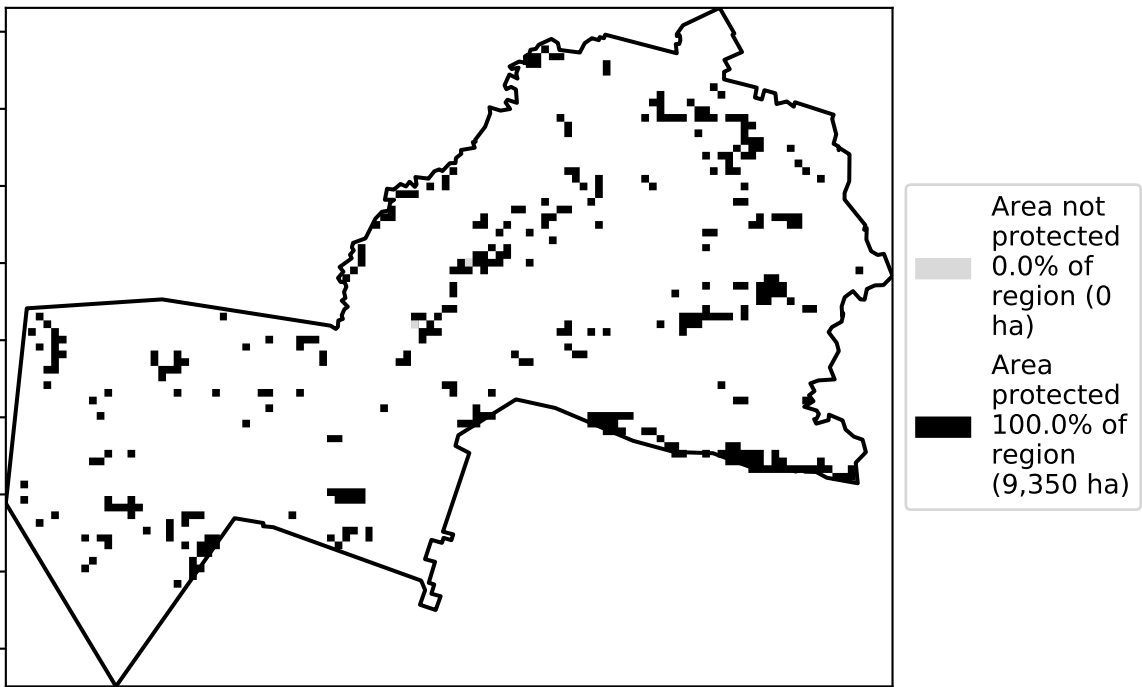 Area not
protected
0.0% of
region (0
ha)
Area
protected
100.0% of
region
(9,350 ha)